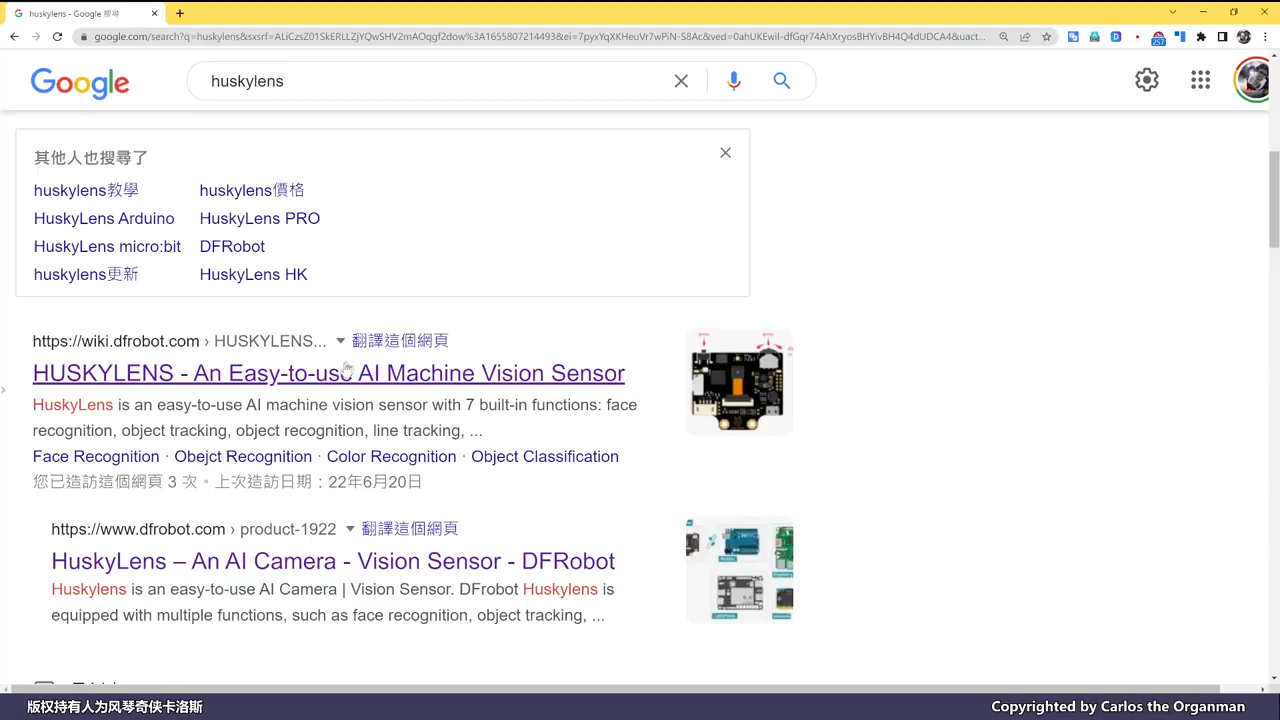 huskylens - Google 搜尋
google.com/search?q=huskylens&sxsrf=
Google
huskylens
其他人也搜尋了
huskylens教學
huskylens價格
HuskyLens Arduino
HuskyLens PRO
HuskyLens micro:bit
DFRobot
huskylens更新
HuskyLens HK
https://wiki.dfrobot.com › HUSKYLENS... 翻譯這個網頁
HUSKYLENS - An Easy-to-use AI Machine Vision Sensor
HuskyLens is an easy-to-use AI machine vision sensor with 7 built-in functions: face
recognition, object tracking, object recognition, line tracking, ...
Face Recognition · Obejct Recognition · Color Recognition · Object Classification
您已造訪這個網頁 3 次。上次造訪日期：22年6月20日
https://www.dfrobot.com › product-1922 翻譯這個網頁
HuskyLens – An AI Camera - Vision Sensor - DFRobot
Huskylens is an easy-to-use AI Camera | Vision Sensor. DFrobot Huskylens is
equipped with multiple functions, such as face recognition, object tracking, ...
版权持有人为风琴奇侠卡洛斯
Copyrighted by Carlos the Organman